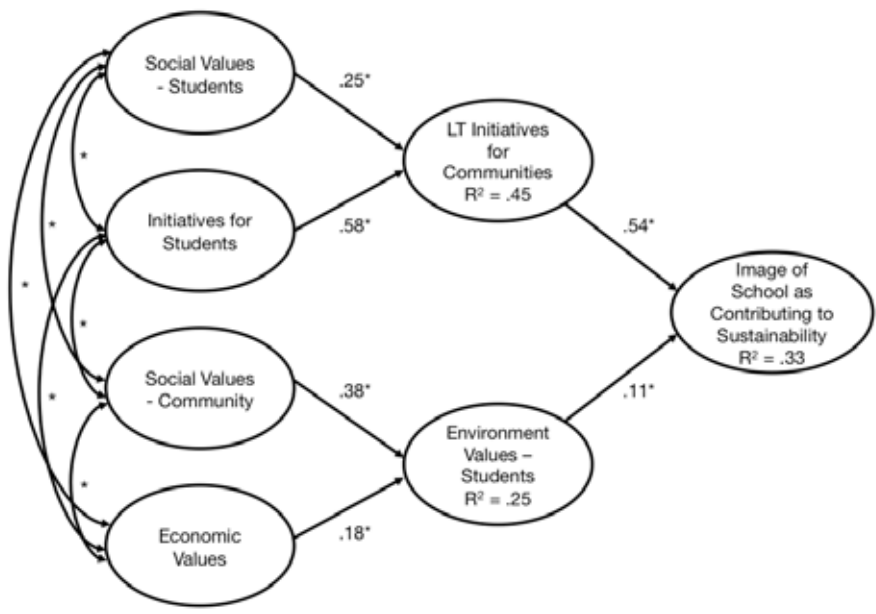 Social Values
- Students
.25*
LT Initiatives
for
Communities
R² = .45
*
Initiatives for
Students
.58*
*
.54*
*
Image of
School as
Contributing to
Sustainability
R² = .33
*
Social Values
- Community
.38*
*
.11*
Environment
Values –
Students
R² = .25
*
Economic
Values
.18*